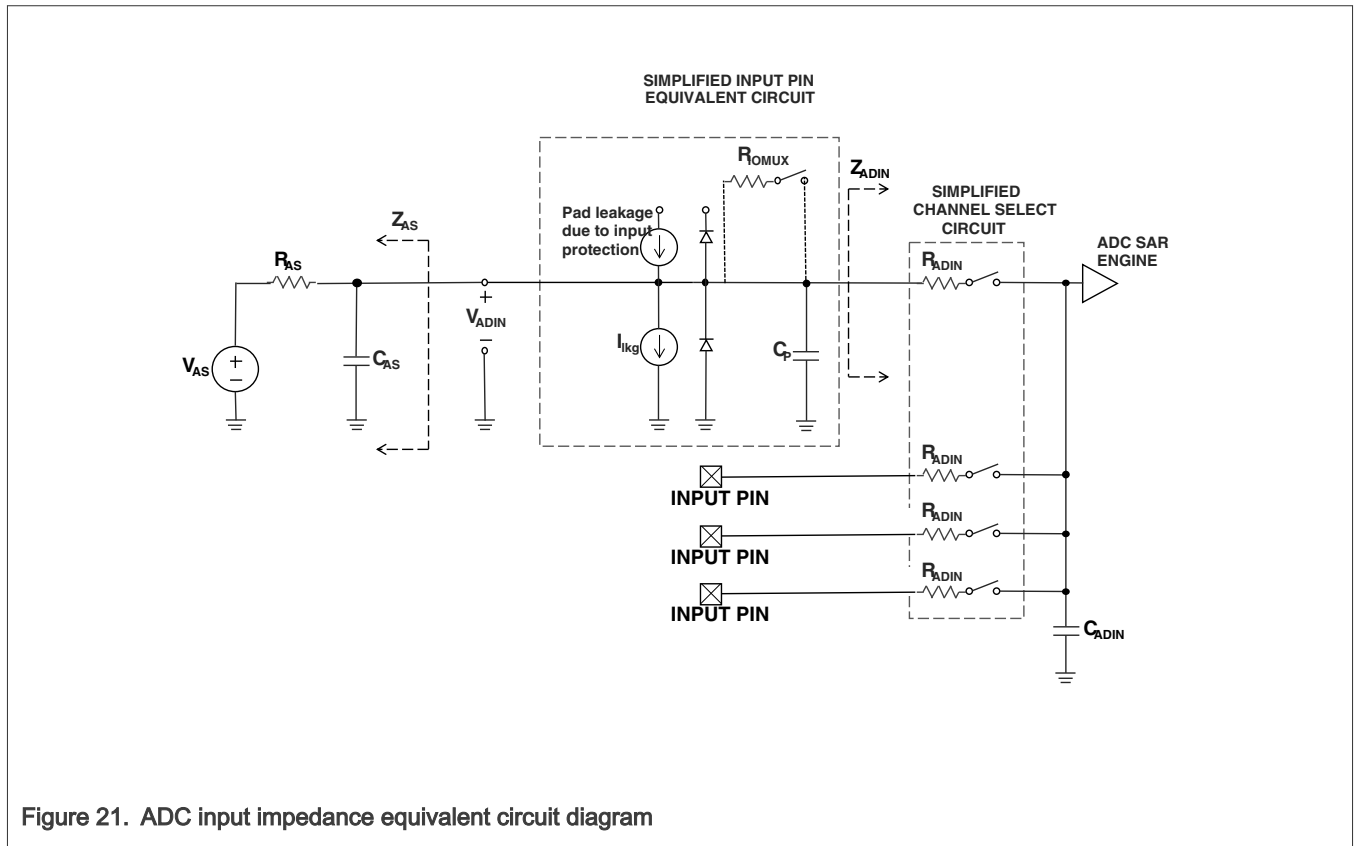 SIMPLIFIED INPUT PIN
EQUIVALENT CIRCUIT
RIOMUX
ZADIN
SIMPLIFIED
CHANNEL SELECT
CIRCUIT
Pad leakage
due to input
protection
ZAS
ADC SAR
ENGINE
RAS
RADIN
+
VADIN
−
Ilkg
CP
VAS
+
−
CAS
RADIN
INPUT PIN
RADIN
INPUT PIN
RADIN
INPUT PIN
CADIN
Figure 21. ADC input impedance equivalent circuit diagram